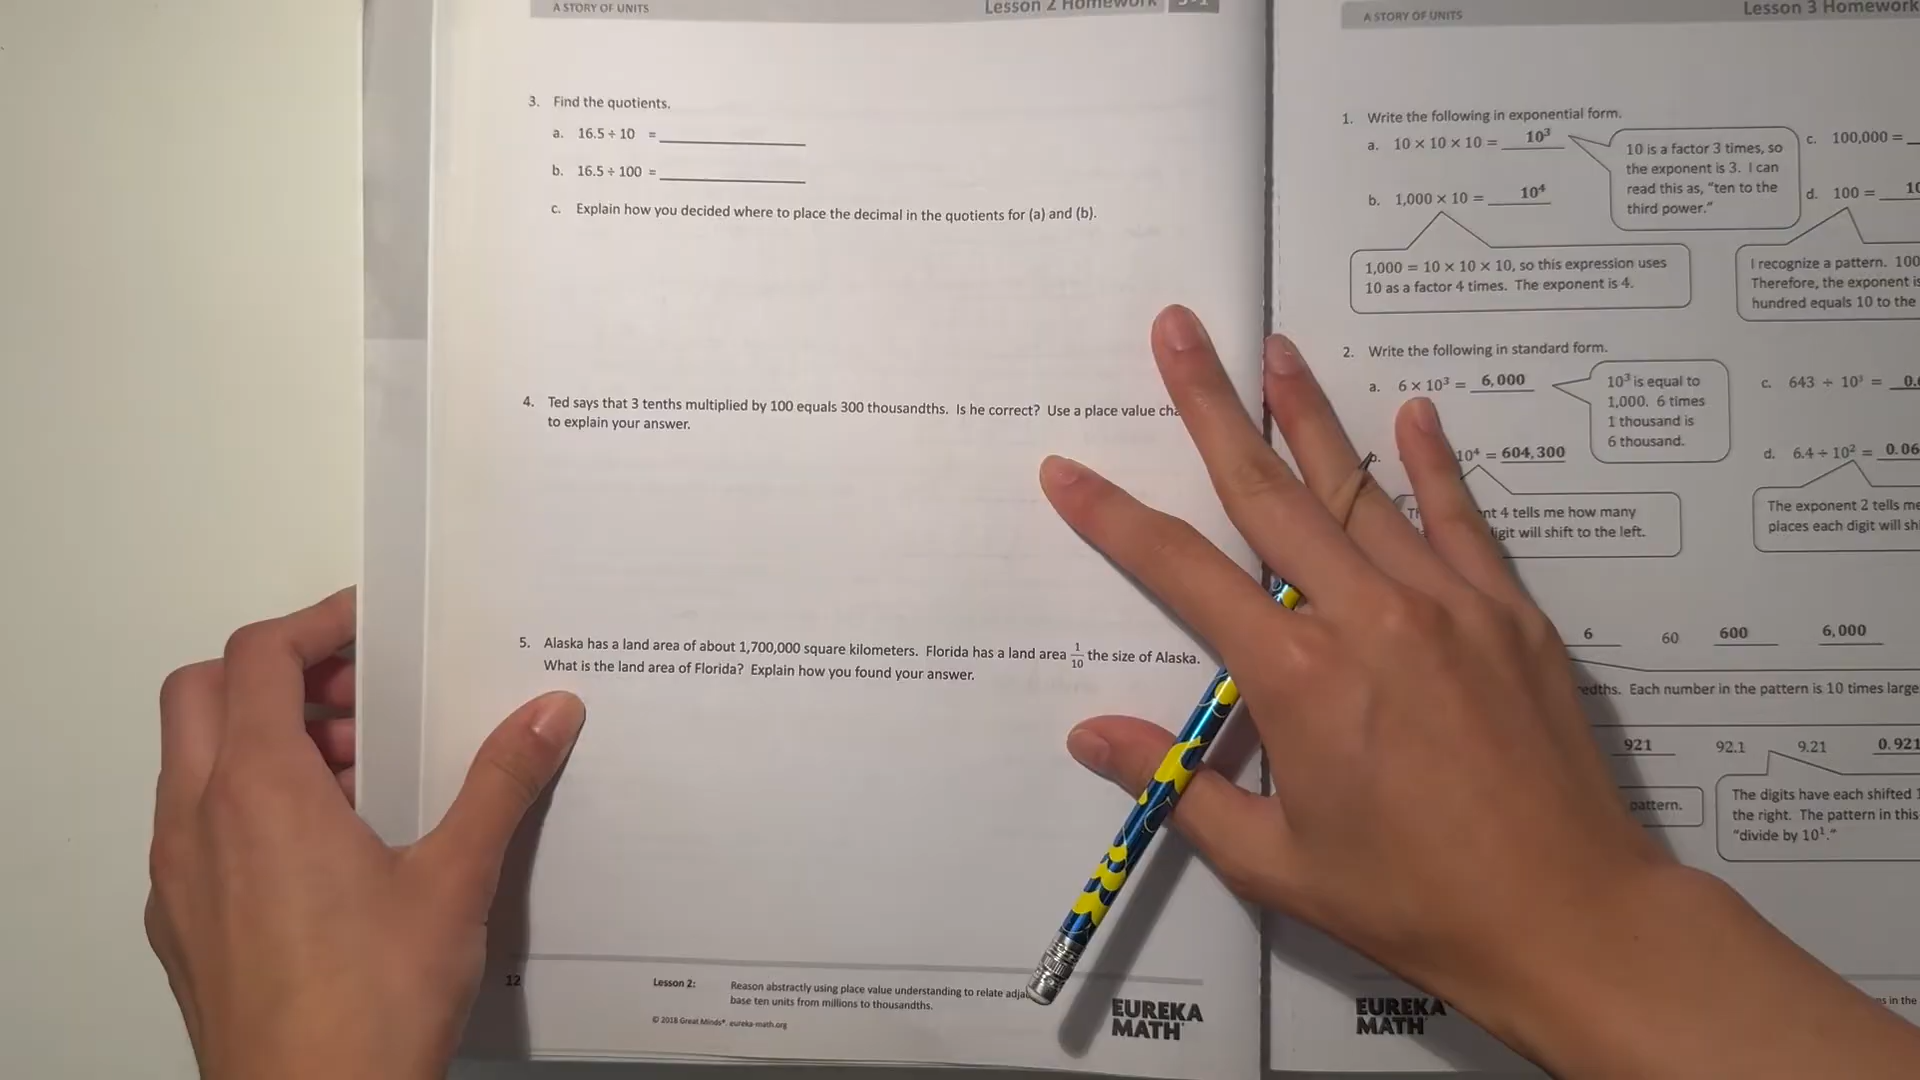 A STORY OF UNITS
Lesson 2 Homework
3. Find the quotients.
a. 16.5 ÷ 10 =
b. 16.5 ÷ 100 =
c. Explain how you decided where to place the decimal in the quotients for (a) and (b).
4. Ted says that 3 tenths multiplied by 100 equals 300 thousandths. Is he correct? Use a place value
to explain your answer.
5. Alaska has a land area of about 1,700,000 square kilometers. Florida has a land area 1/10 the size of Alaska.
What is the land area of Florida? Explain how you found your answer.
12
Lesson 2:
Reason abstractly using place value understanding to relate
base ten units from millions to thousandths.
© 2018 Great Minds®. eureka-math.org
EUREKA
MATH
A STORY OF UNITS
Lesson 3 Homework
1. Write the following in exponential form.
a. 10 × 10 × 10 = 10³
10 is a factor 3 times, so
the exponent is 3. I can
read this as, "ten to the
third power."
c. 100,000 =
b. 1,000 × 10 = 10⁴
d. 100 =
1,000 = 10 × 10 × 10, so this expression uses
10 as a factor 4 times. The exponent is 4.
I recognize a pattern. 100
Therefore, the exponent is
hundred equals 10 to the
2. Write the following in standard form.
a. 6 × 10³ = 6,000
10³ is equal to
1,000. 6 times
1 thousand is
6 thousand.
c. 643 ÷ 10³ =
10⁴ = 604,300
d. 6.4 ÷ 10² = 0.06
4 tells me how many
will shift to the left.
The exponent 2 tells me
places each digit will
6 60 600 6,000
Each number in the pattern is 10 times
921 92.1 9.21 0.921
pattern.
The digits have each shifted 1
the right. The pattern in this
"divide by 10¹."
in the
EUREKA
MATH